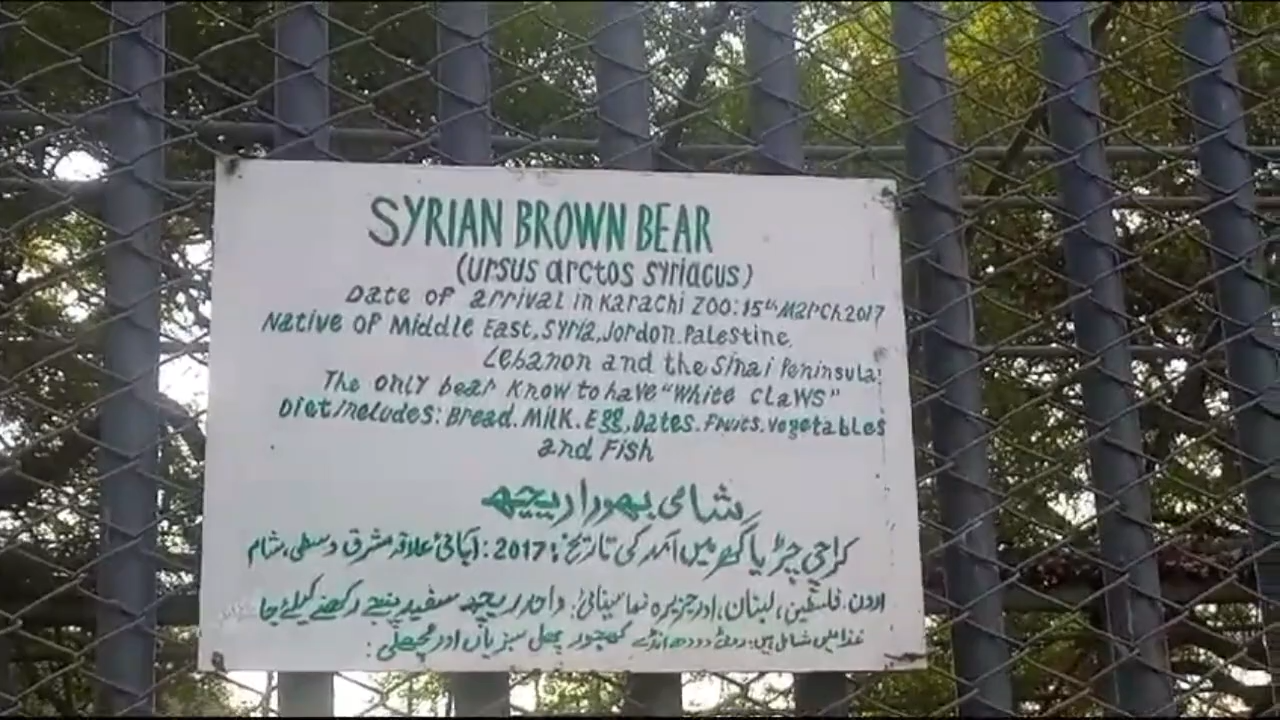 SYRIAN BROWN BEAR
(ursus arctos syriacus)
Date of arrival in Karachi ZOO: 15th March 2017
Native OF Middle East, Syria, Jordon. Palestine.
Lebanon and the Sinai Peninsula:
The only bear Know to have "White Claws"
Diet includes: Bread. Milk. Egg, Dates. Fruits. vegetables
and Fish
شامی بھورا ریچھ
کراچی چڑیا گھر میں آمد کی تاریخ: 2017: آبائی علاقہ مشرق وسطی، شام
اردن، فلسطین، لبنان، اور جزیرہ نما سینائی: واحد ریچھ سفید پنجے رکھنے کیلئے جا
غذا میں شامل ہیں: دودھ انڈے کھجور پھل سبزیاں اور مچھلی: